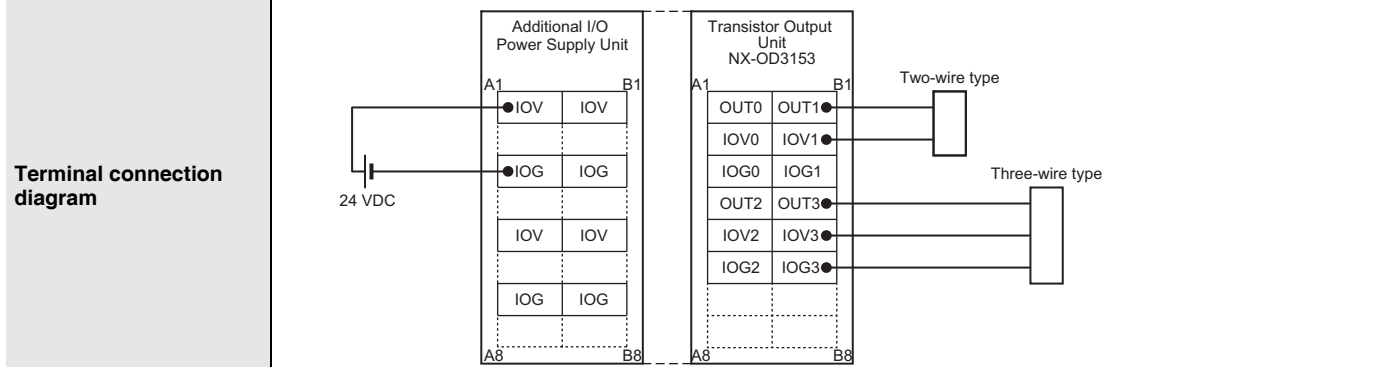 Terminal connection
diagram
Additional I/O
Power Supply Unit
A1
B1
IOV IOV
IOG IOG
IOV IOV
IOG IOG
A8
B8
24 VDC
Transistor Output
Unit
NX-OD3153
A1
B1
OUT0 OUT1
IOV0 IOV1
IOG0 IOG1
OUT2 OUT3
IOV2 IOV3
IOG2 IOG3
A8
B8
Two-wire type
Three-wire type